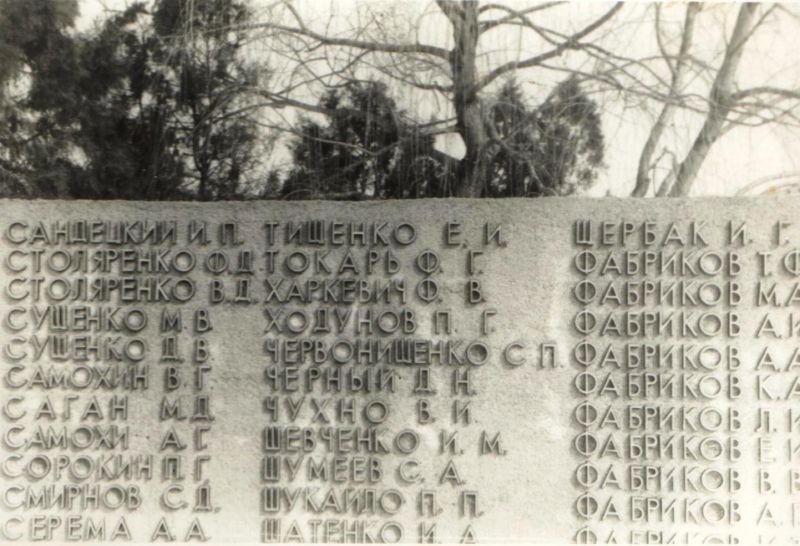 САНДЕЦКИЙ И. П. ТИЩЕНКО Е. И. ЩЕРБАК И. Г.
СТОЛЯРЕНКО Ф.Д. ТОКАРЬ Ф. Г. ФАБРИКОВ Т. Ф
СТОЛЯРЕНКО В.Д. ХАРКЕВИЧ Ф. В. ФАБРИКОВ М.А
СУЩЕНКО М. В. ХОДУНОВ П. Г. ФАБРИКОВ А.И
СУЩЕНКО Д. В. ЧЕРВОНИЩЕНКО С.П. ФАБРИКОВ А.А
САМОХИН В. Г. ЧЕРНЫЙ Д. Н. ФАБРИКОВ К.А
САГАН М.Д. ЧУХНО В. И. ФАБРИКОВ Л.И
САМОХИ А.Г. ШЕВЧЕНКО И. М. ФАБРИКОВ Е.И
СОРОКИН П. Г. ШУМЕЕВ С. А. ФАБРИКОВ В. В
СМИРНОВ С.Д. ШУКАЙЛО П. П. ФАБРИКОВ А. Г
СЕРЕМА А. А. ШАТЕНКО И. А. ФАБРИКОВ